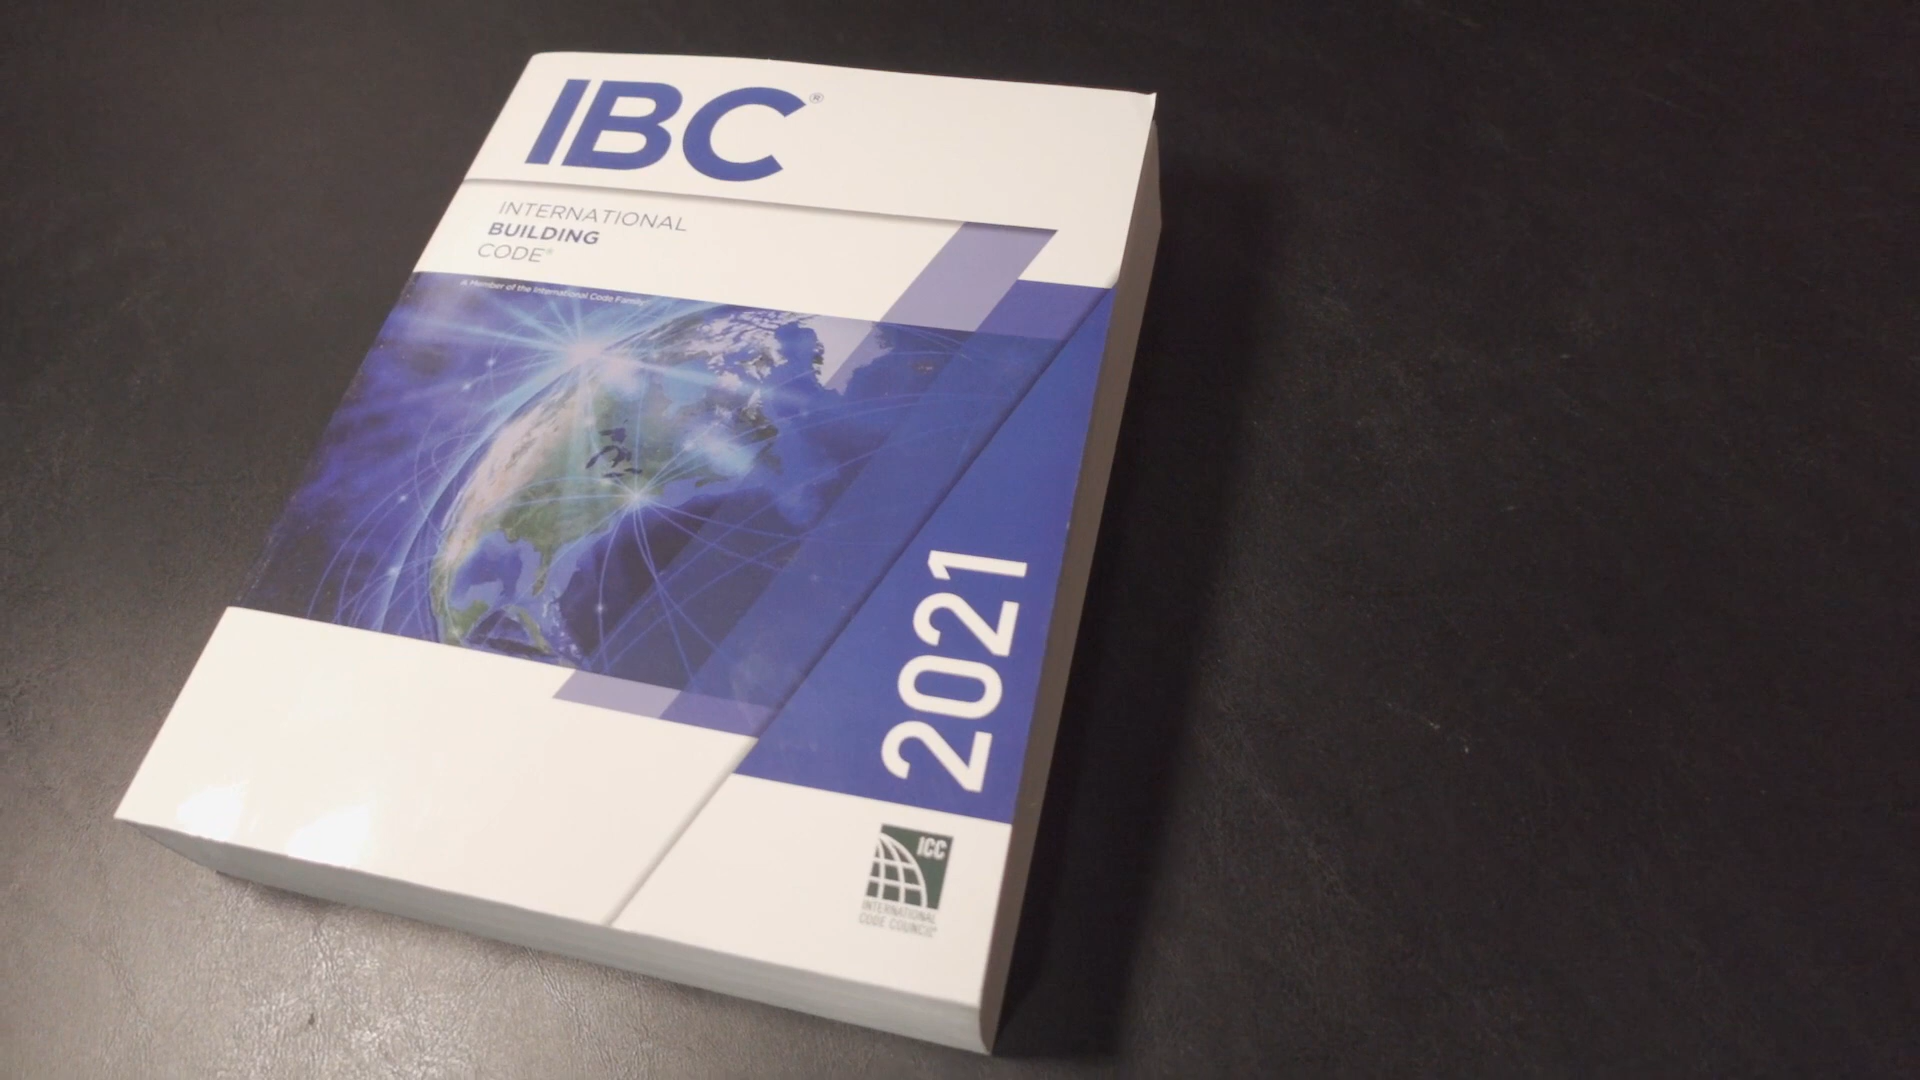 IBC®
INTERNATIONAL
BUILDING
CODE®
A Member of the International Code Family®
2021
ICC
INTERNATIONAL
CODE COUNCIL®